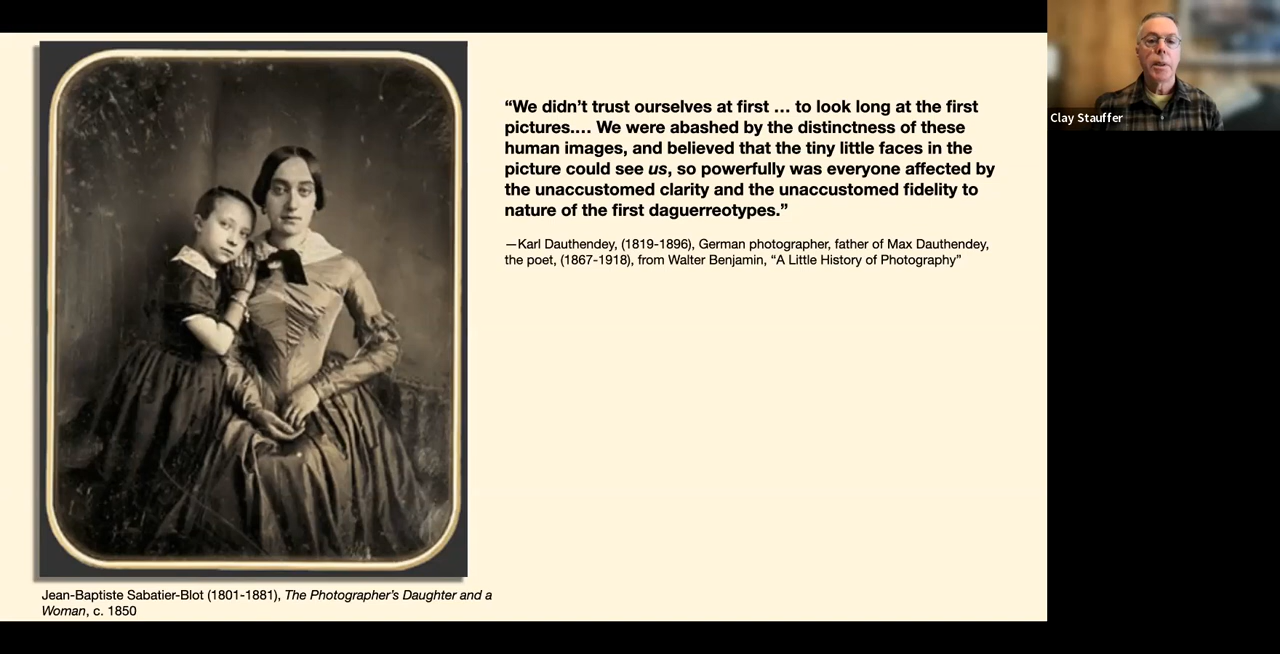 “We didn’t trust ourselves at first … to look long at the first
pictures.… We were abashed by the distinctness of these
human images, and believed that the tiny little faces in the
picture could see us, so powerfully was everyone affected by
the unaccustomed clarity and the unaccustomed fidelity to
nature of the first daguerreotypes.”
—Karl Dauthendey, (1819-1896), German photographer, father of Max Dauthendey,
the poet, (1867-1918), from Walter Benjamin, “A Little History of Photography”
Jean-Baptiste Sabatier-Blot (1801-1881), The Photographer’s Daughter and a
Woman, c. 1850
Clay Stauffer